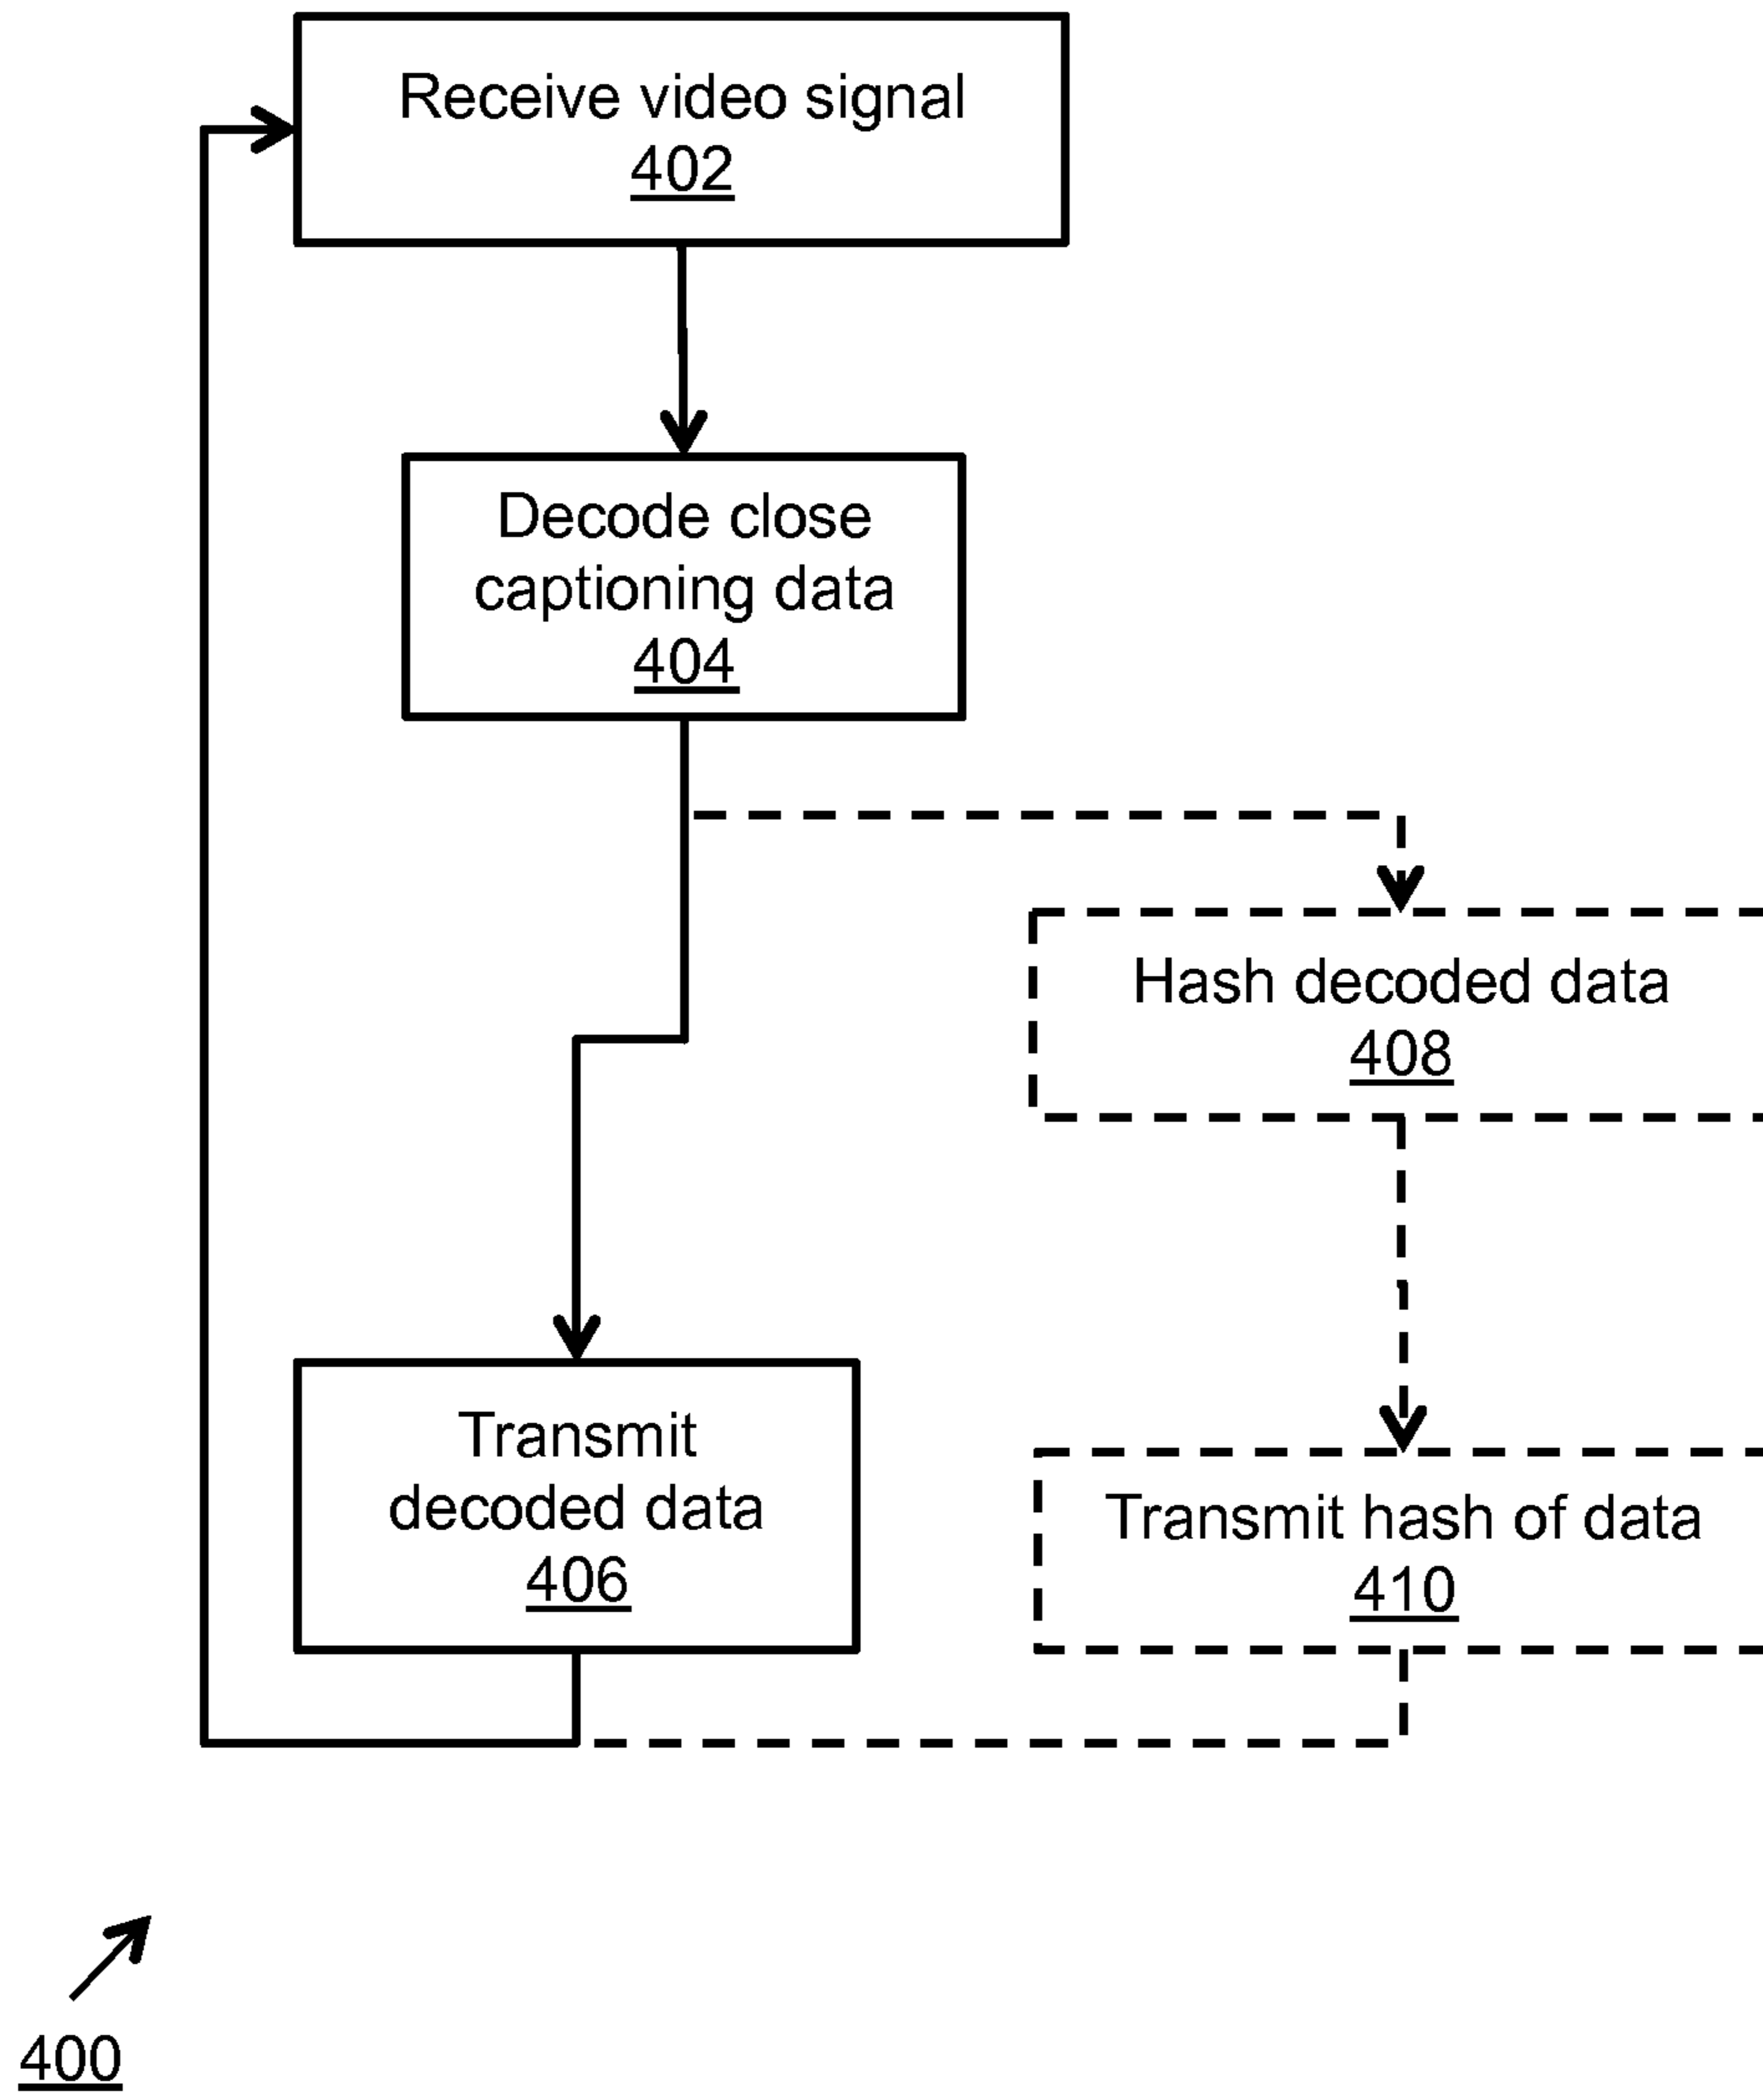 Receive video signal
402
Decode close
captioning data
404
Hash decoded data
408
Transmit
decoded data
406
Transmit hash of data
410
400